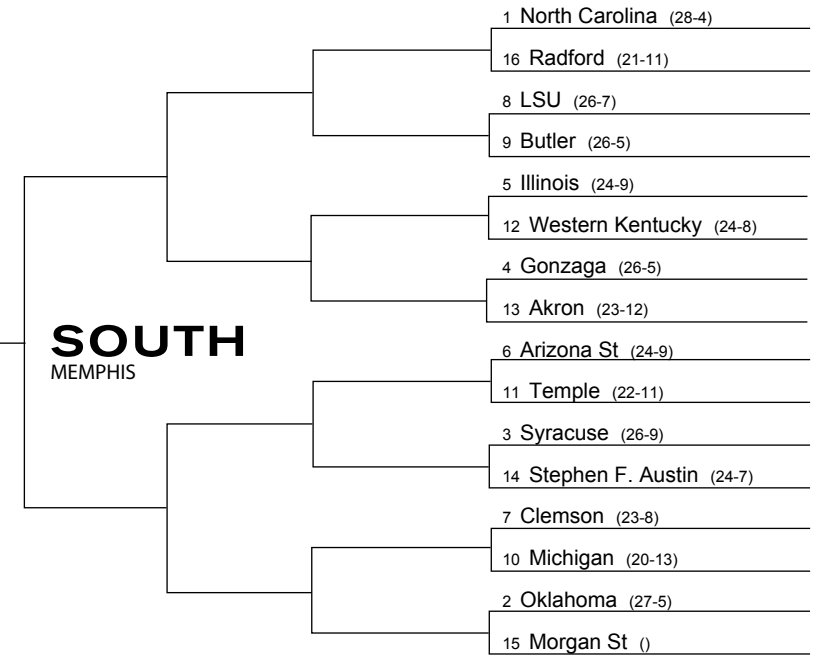 1 North Carolina (28-4)
16 Radford (21-11)
8 LSU (26-7)
9 Butler (26-5)
5 Illinois (24-9)
12 Western Kentucky (24-8)
4 Gonzaga (26-5)
13 Akron (23-12)
SOUTH
MEMPHIS
6 Arizona St (24-9)
11 Temple (22-11)
3 Syracuse (26-9)
14 Stephen F. Austin (24-7)
7 Clemson (23-8)
10 Michigan (20-13)
2 Oklahoma (27-5)
15 Morgan St ()